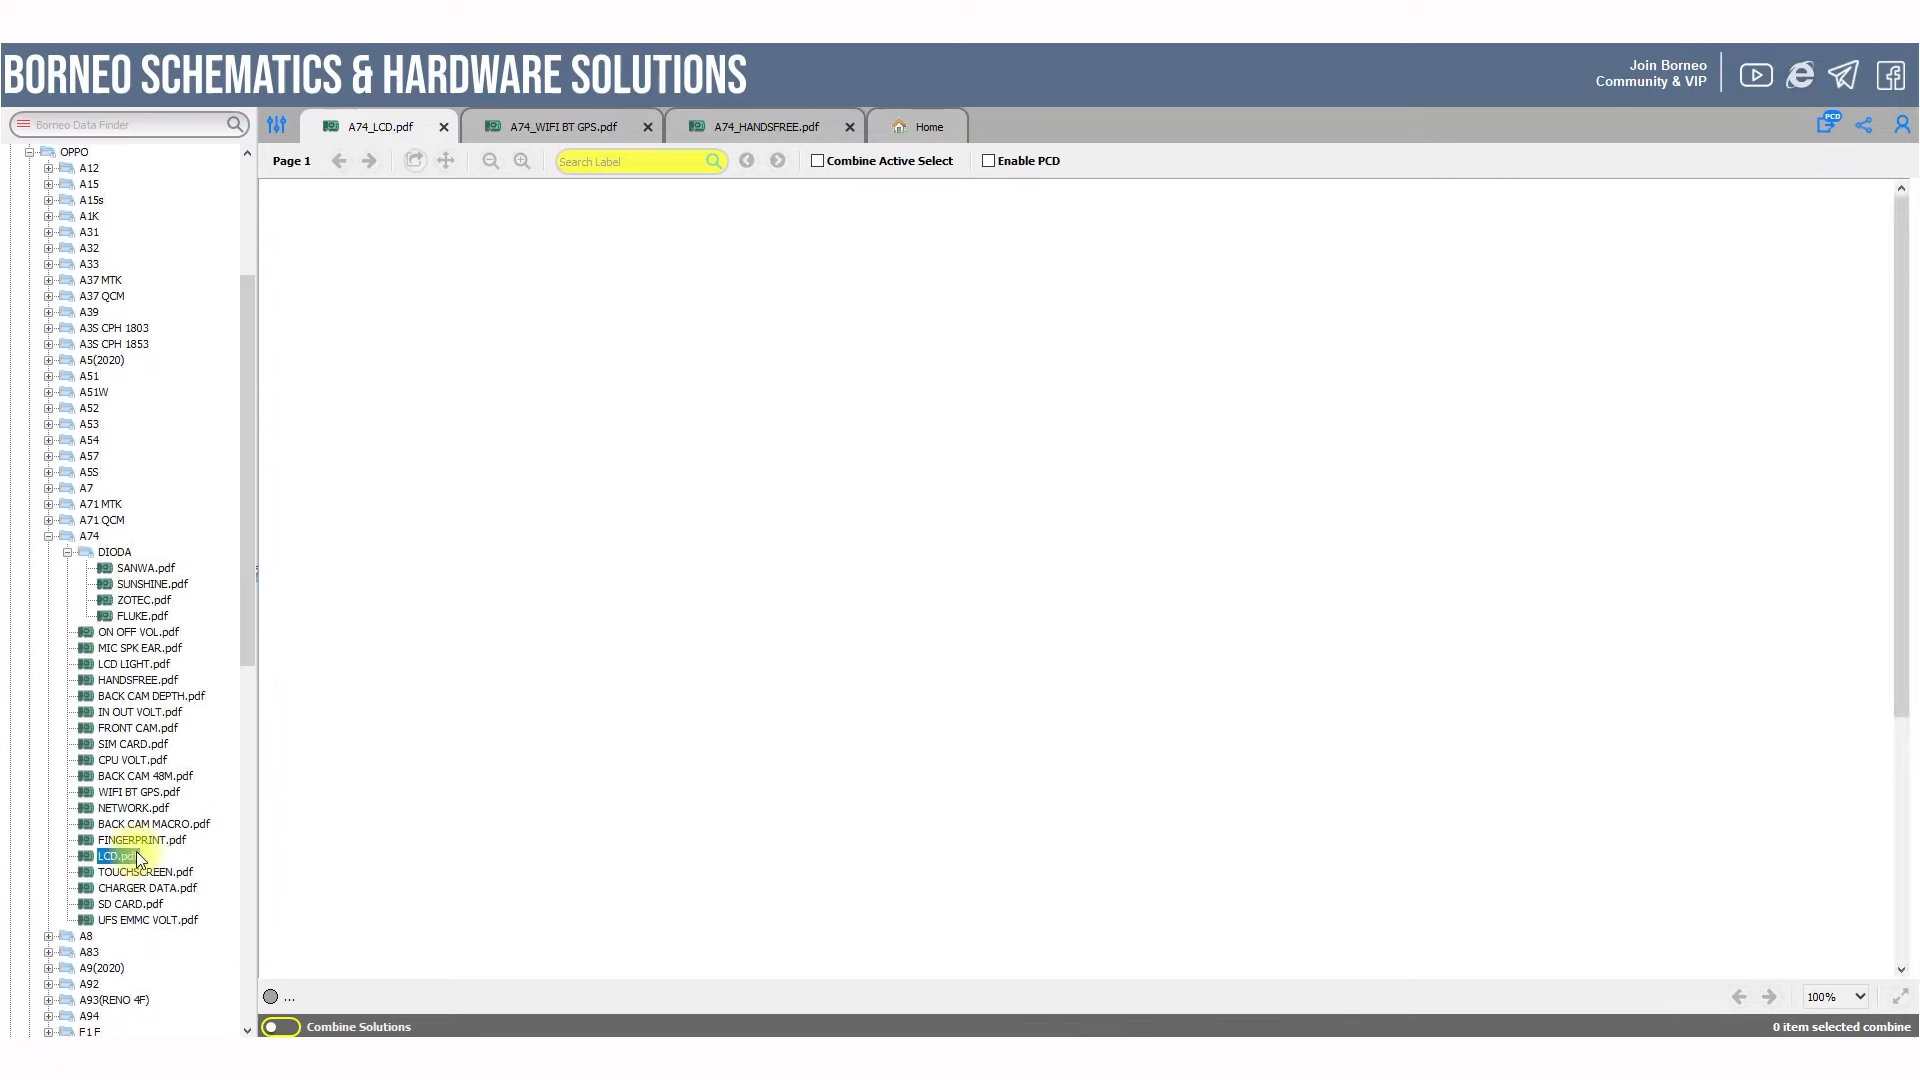 BORNEO SCHEMATICS & HARDWARE SOLUTIONS
Join Borneo
Community & VIP
Borneo Data Finder
A74_LCD.pdf
A74_WIFI BT GPS.pdf
A74_HANDSFREE.pdf
Home
PCD
Page 1
Search Label
Combine Active Select
Enable PCD
OPPO
A12
A15
A15s
A1K
A31
A32
A33
A37 MTK
A37 QCM
A39
A3S CPH 1803
A3S CPH 1853
A5(2020)
A51
A51W
A52
A53
A54
A57
A5S
A7
A71 MTK
A71 QCM
A74
DIODA
SANWA.pdf
SUNSHINE.pdf
ZOTEC.pdf
FLUKE.pdf
ON OFF VOL.pdf
MIC SPK EAR.pdf
LCD LIGHT.pdf
HANDSFREE.pdf
BACK CAM DEPTH.pdf
IN OUT VOLT.pdf
FRONT CAM.pdf
SIM CARD.pdf
CPU VOLT.pdf
BACK CAM 48M.pdf
WIFI BT GPS.pdf
NETWORK.pdf
BACK CAM MACRO.pdf
FINGERPRINT.pdf
LCD.pdf
TOUCHSCREEN.pdf
CHARGER DATA.pdf
SD CARD.pdf
UFS EMMC VOLT.pdf
A8
A83
A9(2020)
A92
A93(RENO 4F)
A94
F1 F
...
100%
Combine Solutions
0 item selected combine